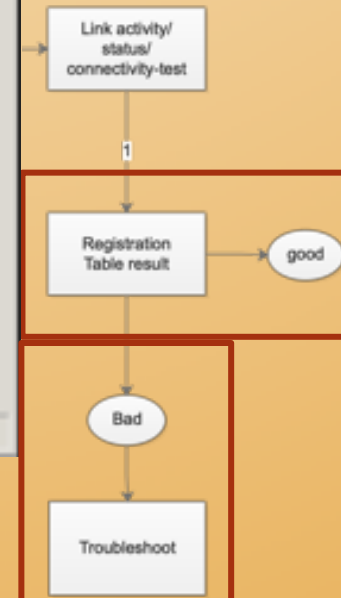 Link activity/
status/
connectivity-test
1
Registration
Table result
good
Bad
Troubleshoot